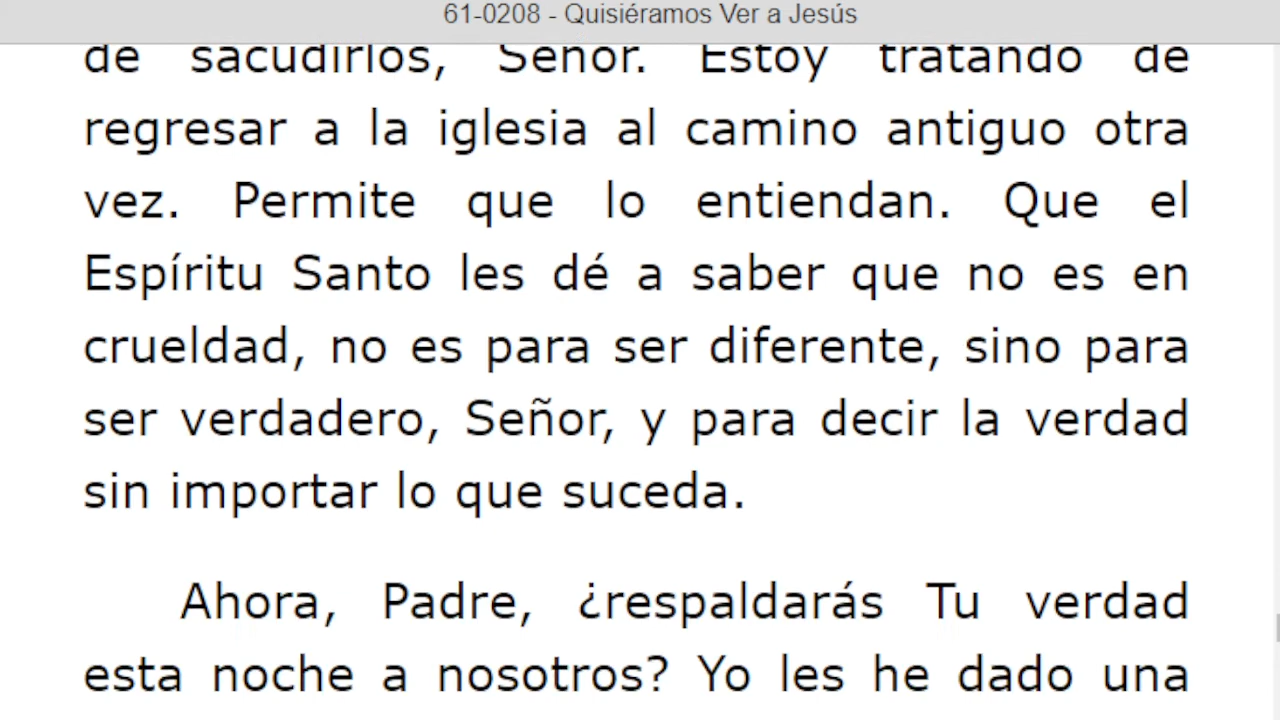 61-0208 - Quisiéramos Ver a Jesús
de sacudirlos, Señor. Estoy tratando de
regresar a la iglesia al camino antiguo otra
vez. Permite que lo entiendan. Que el
Espíritu Santo les dé a saber que no es en
crueldad, no es para ser diferente, sino para
ser verdadero, Señor, y para decir la verdad
sin importar lo que suceda.
Ahora, Padre, ¿respaldarás Tu verdad
esta noche a nosotros? Yo les he dado una